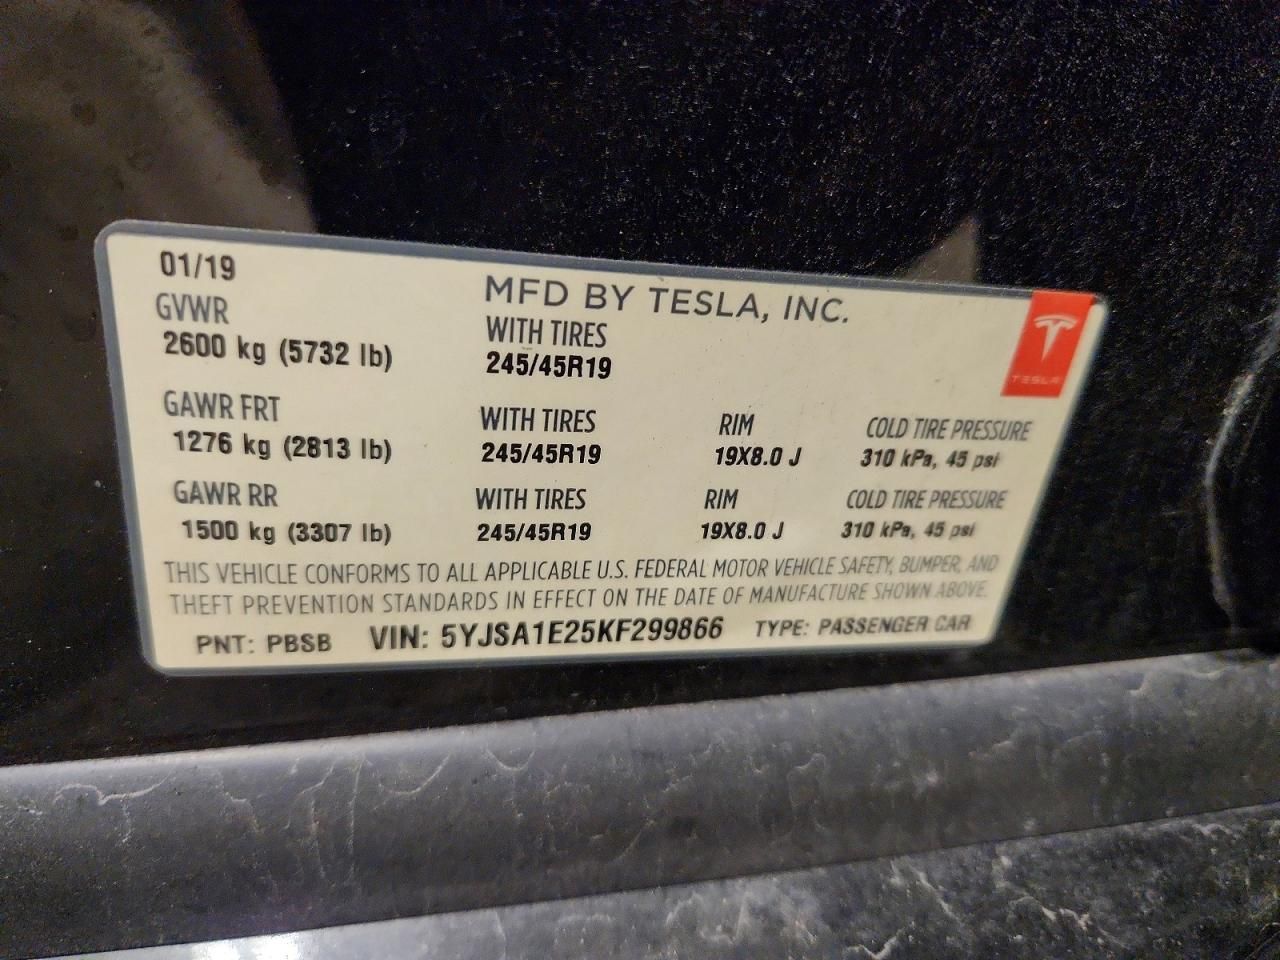 01/19
MFD BY TESLA, INC.
GVWR
WITH TIRES
2600 kg (5732 lb)
245/45R19
TESLA
GAWR FRT
WITH TIRES
RIM
COLD TIRE PRESSURE
1276 kg (2813 lb)
245/45R19
19X8.0 J
310 kPa, 45 psi
GAWR RR
WITH TIRES
RIM
COLD TIRE PRESSURE
1500 kg (3307 lb)
245/45R19
19X8.0 J
310 kPa, 45 psi
THIS VEHICLE CONFORMS TO ALL APPLICABLE U.S. FEDERAL MOTOR VEHICLE SAFETY, BUMPER, AND
THEFT PREVENTION STANDARDS IN EFFECT ON THE DATE OF MANUFACTURE SHOWN ABOVE.
PNT: PBSB VIN: 5YJSA1E25KF299866 TYPE: PASSENGER CAR